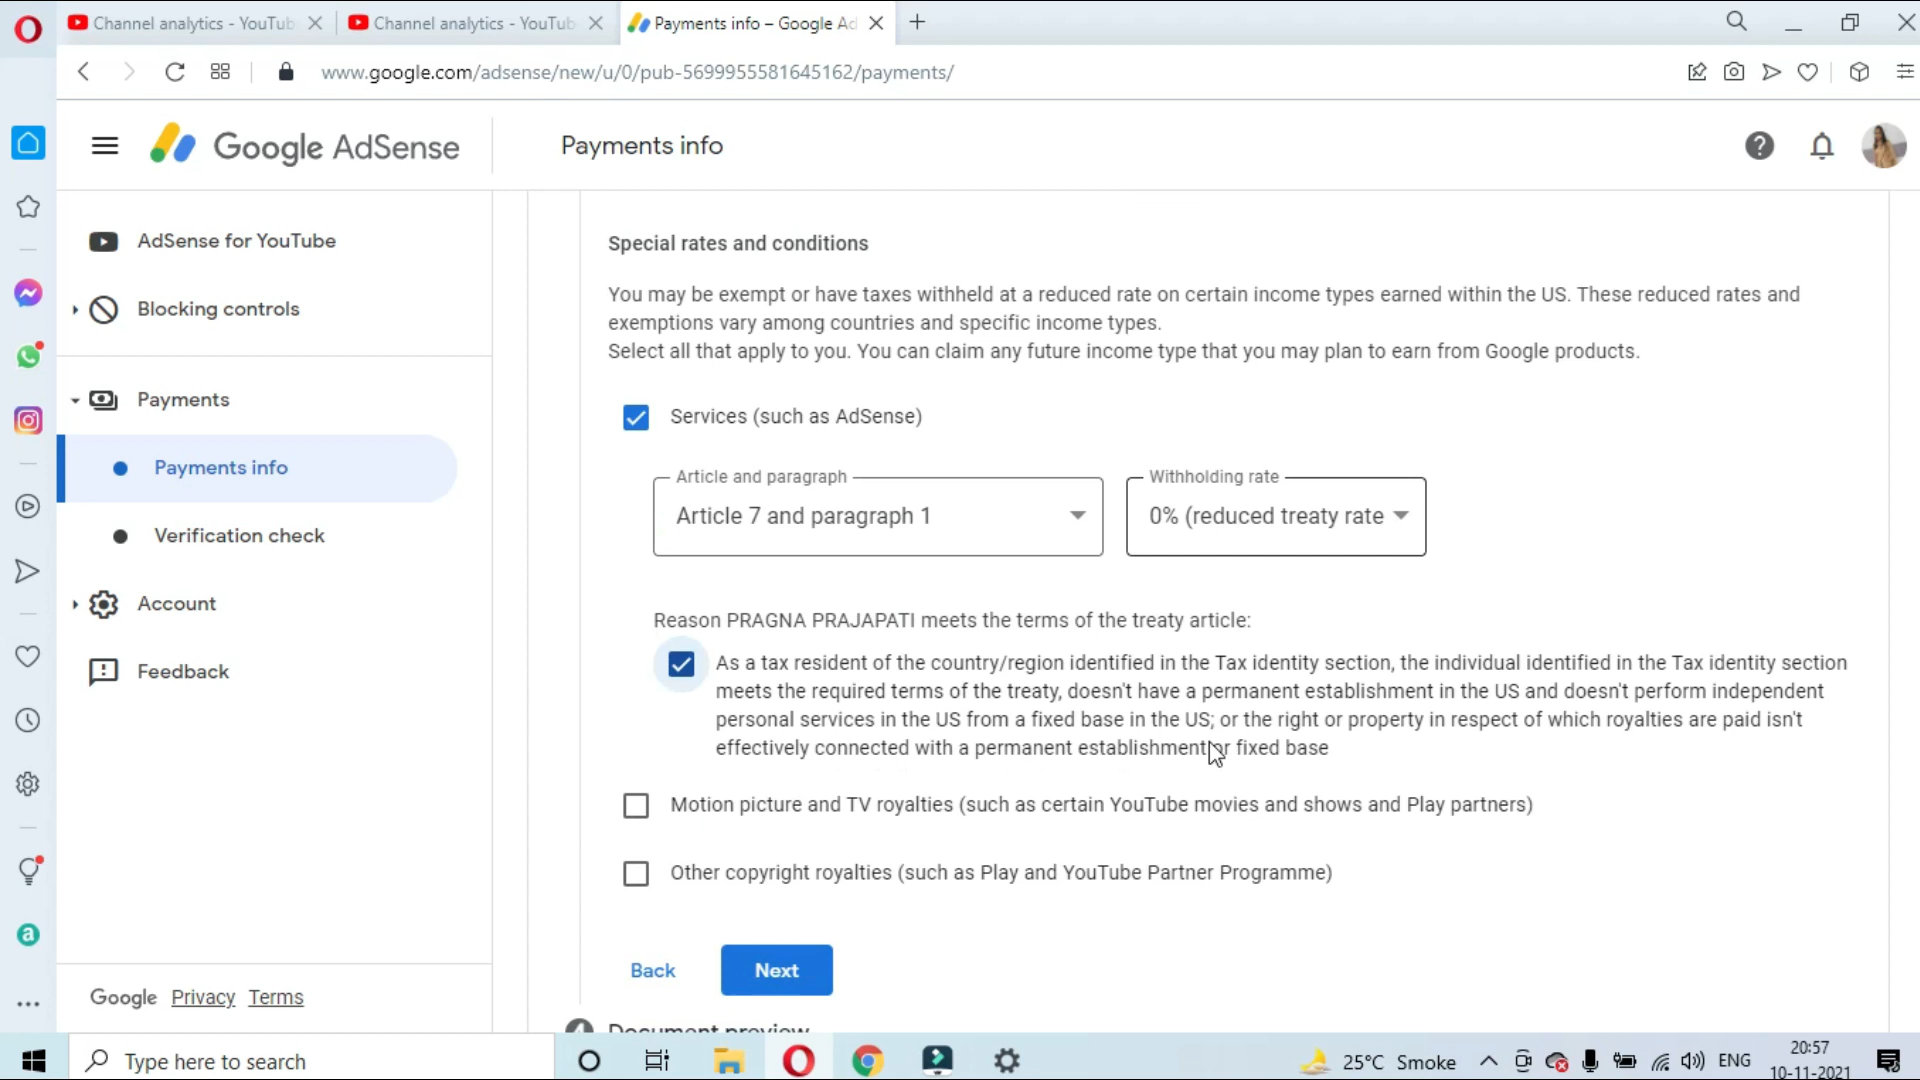 Channel analytics - YouTub
Channel analytics - YouTub
Payments info – Google Ad
www.google.com/adsense/new/u/0/pub-5699955581645162/payments/
Google AdSense
Payments info
AdSense for YouTube
Blocking controls
Payments
Payments info
Verification check
Account
Feedback
Google Privacy Terms
Special rates and conditions
You may be exempt or have taxes withheld at a reduced rate on certain income types earned within the US. These reduced rates and
exemptions vary among countries and specific income types.
Select all that apply to you. You can claim any future income type that you may plan to earn from Google products.
Services (such as AdSense)
Article and paragraph
Article 7 and paragraph 1
Withholding rate
0% (reduced treaty rate
Reason PRAGNA PRAJAPATI meets the terms of the treaty article:
As a tax resident of the country/region identified in the Tax identity section, the individual identified in the Tax identity section
meets the required terms of the treaty, doesn't have a permanent establishment in the US and doesn't perform independent
personal services in the US from a fixed base in the US; or the right or property in respect of which royalties are paid isn't
effectively connected with a permanent establishment or fixed base
Motion picture and TV royalties (such as certain YouTube movies and shows and Play partners)
Other copyright royalties (such as Play and YouTube Partner Programme)
Back
Next
4 Document preview
Type here to search
25°C Smoke
ENG
20:57
10-11-2021